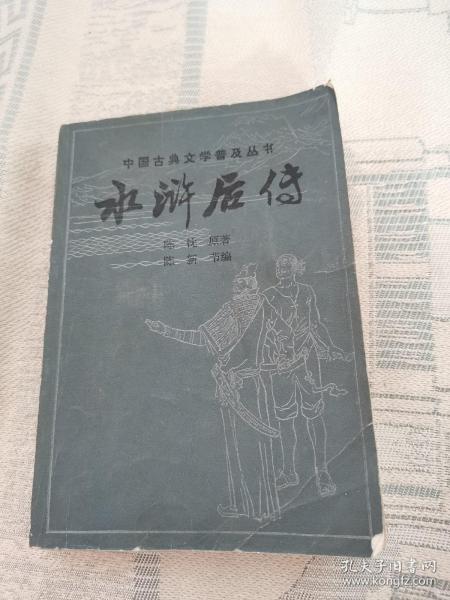 中国古典文学普及丛书
水浒后传
陈忱 原著
陈新 节编
孔夫子旧书网
www.kongfz.com